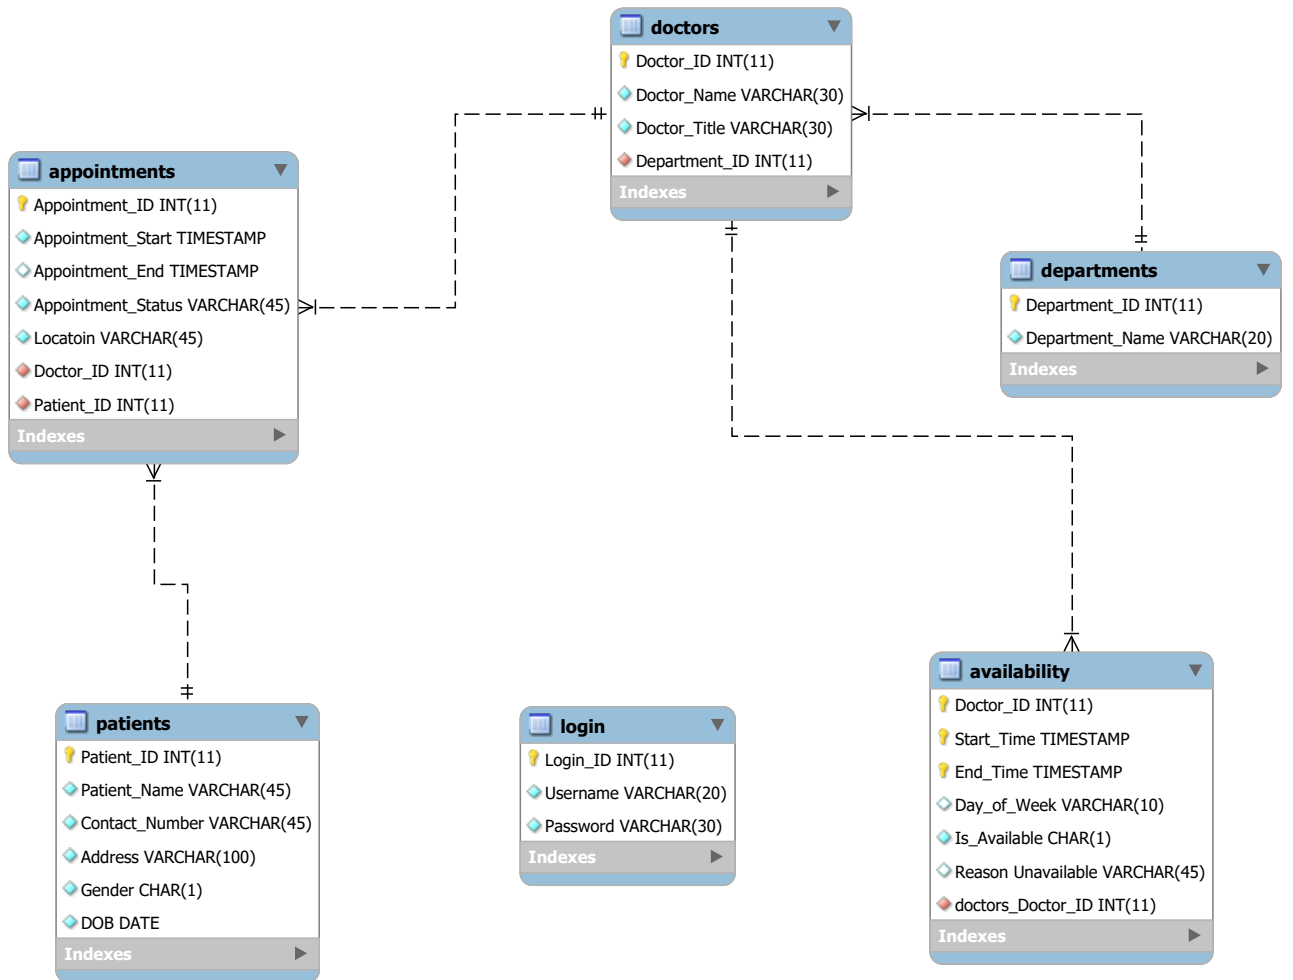 doctors
Doctor_ID INT(11)
Doctor_Name VARCHAR(30)
Doctor_Title VARCHAR(30)
Department_ID INT(11)
Indexes
appointments
Appointment_ID INT(11)
Appointment_Start TIMESTAMP
Appointment_End TIMESTAMP
Appointment_Status VARCHAR(45)
Locatoin VARCHAR(45)
Doctor_ID INT(11)
Patient_ID INT(11)
Indexes
departments
Department_ID INT(11)
Department_Name VARCHAR(20)
Indexes
patients
Patient_ID INT(11)
Patient_Name VARCHAR(45)
Contact_Number VARCHAR(45)
Address VARCHAR(100)
Gender CHAR(1)
DOB DATE
Indexes
login
Login_ID INT(11)
Username VARCHAR(20)
Password VARCHAR(30)
Indexes
availability
Doctor_ID INT(11)
Start_Time TIMESTAMP
End_Time TIMESTAMP
Day_of_Week VARCHAR(10)
Is_Available CHAR(1)
Reason Unavailable VARCHAR(45)
doctors_Doctor_ID INT(11)
Indexes